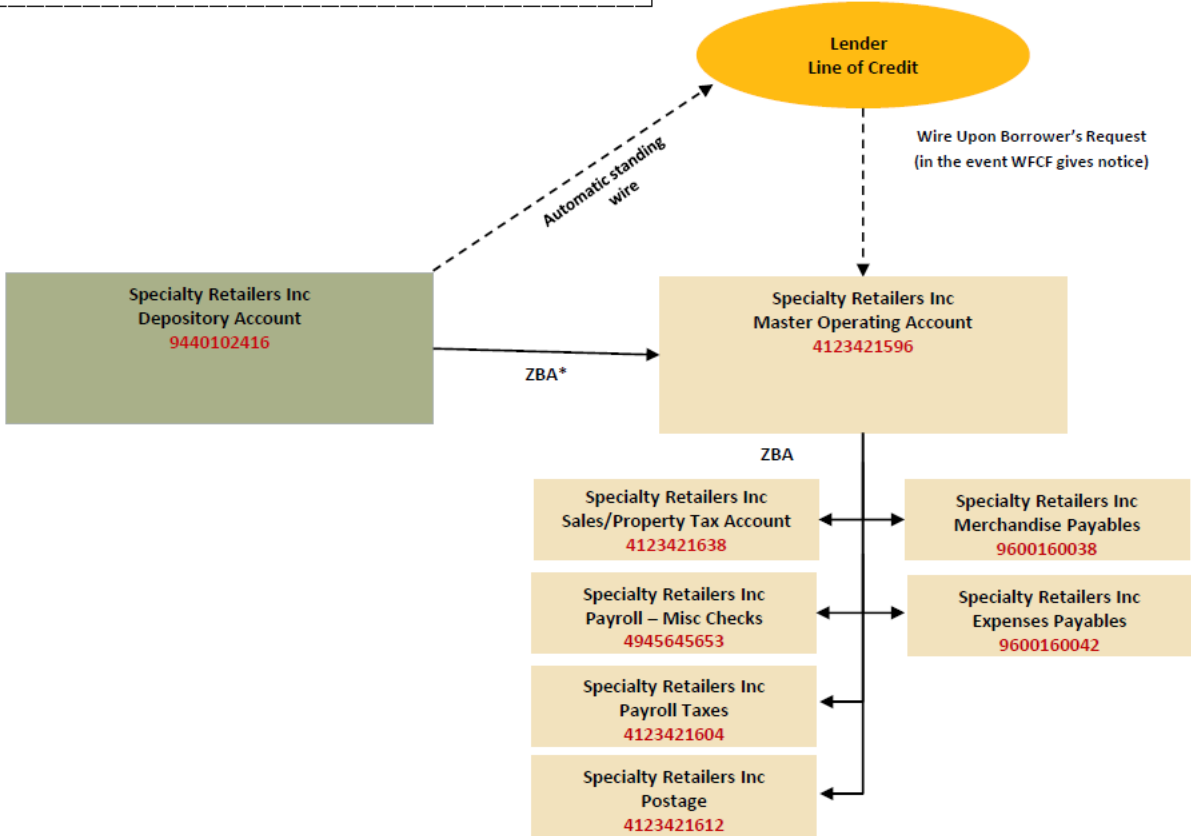 Lender
Line of Credit
Wire Upon Borrower's Request
(in the event WFCF gives notice)
Automatic standing
wire
Specialty Retailers Inc
Depository Account
9440102416
Specialty Retailers Inc
Master Operating Account
4123421596
ZBA*
ZBA
Specialty Retailers Inc
Sales/Property Tax Account
4123421638
Specialty Retailers Inc
Merchandise Payables
9600160038
Specialty Retailers Inc
Payroll – Misc Checks
4945645653
Specialty Retailers Inc
Expenses Payables
9600160042
Specialty Retailers Inc
Payroll Taxes
4123421604
Specialty Retailers Inc
Postage
4123421612